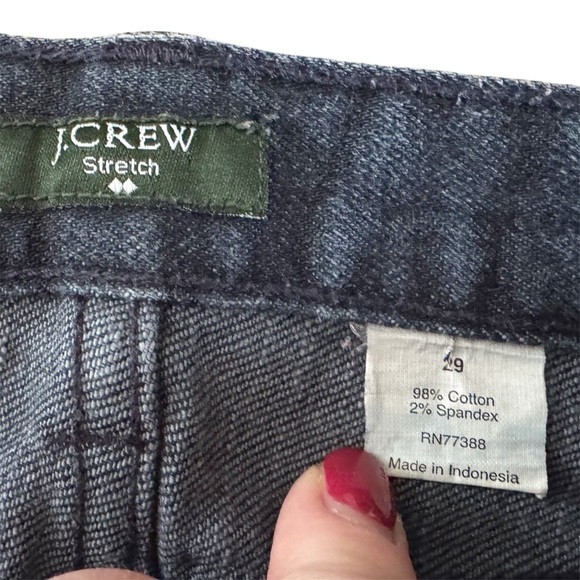 J.CREW
Stretch
29
98% Cotton
2% Spandex
RN77388
Made in Indonesia